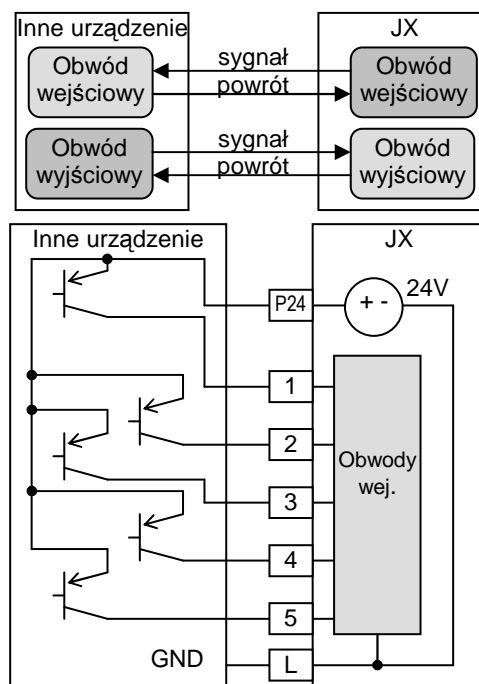 Inne urządzenie
JX
Obwód
wejściowy
sygnał
powrót
Obwód
wejściowy
Obwód
wyjściowy
sygnał
powrót
Obwód
wyjściowy
Inne urządzenie
JX
P24
+ -
24V
1
2
3
4
5
Obwody
wej.
GND
L